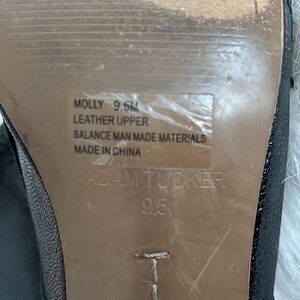 MOLLY 9.5M
LEATHER UPPER
BALANCE MAN MADE MATERIALS
MADE IN CHINA
ADAM TUCKER
9.5